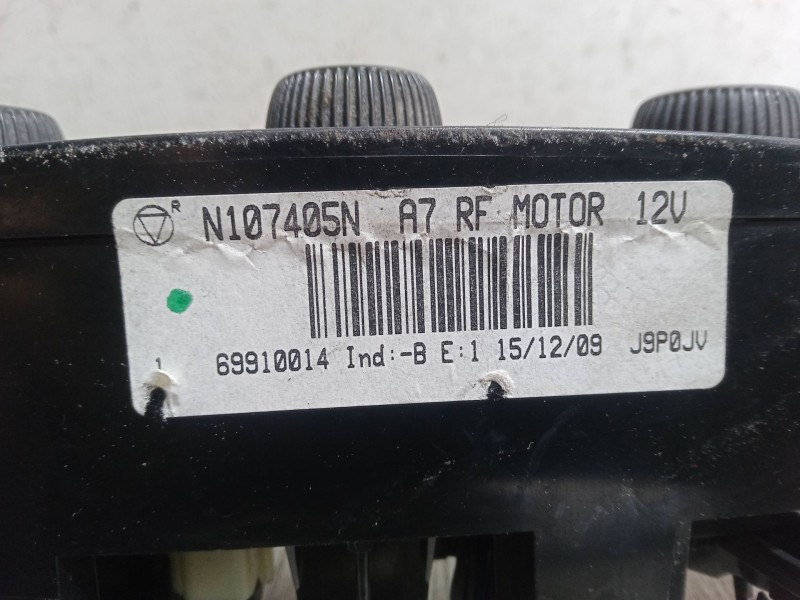 R
N107405N A7 RF MOTOR 12V
1 69910014 Ind:-B E:1 15/12/09 J9P0JV